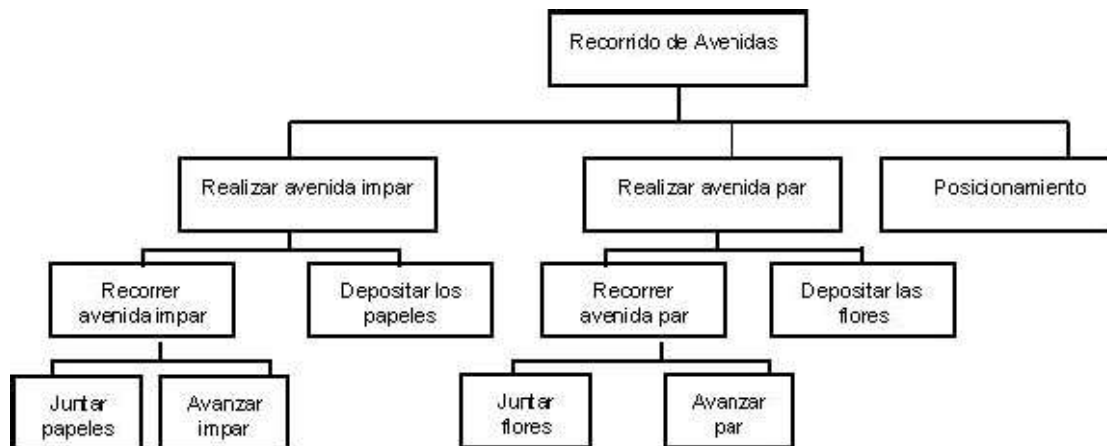 Recorrido de Avenidas
Realizar avenida impar
Realizar avenida par
Posicionamiento
Recorrer
avenida impar
Depositar los
papeles
Recorrer
avenida par
Depositar las
flores
Juntar
papeles
Avanzar
impar
Juntar
flores
Avanzar
par